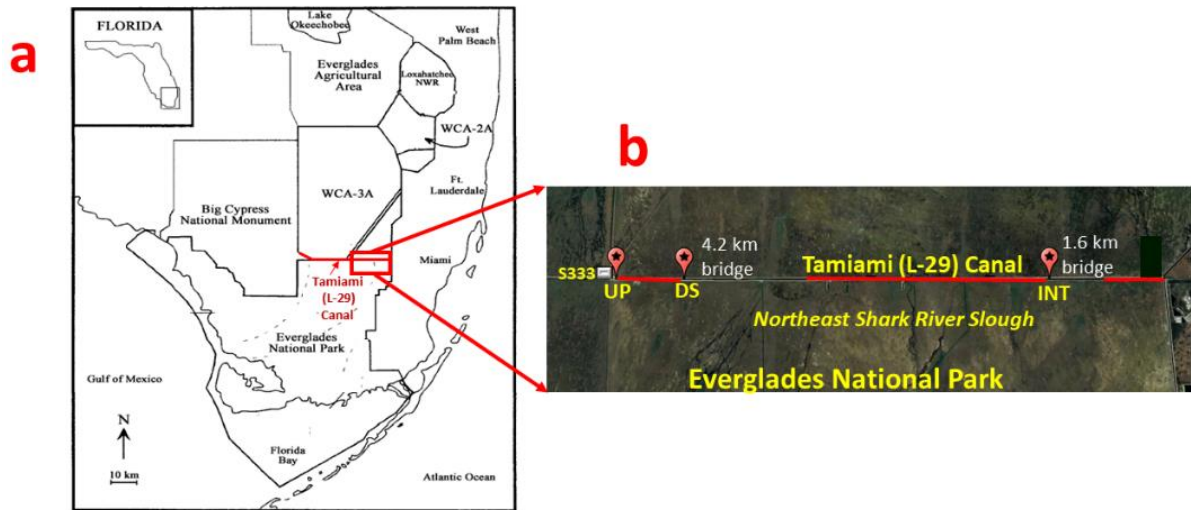 a
FLORIDA
Lake
Okeechobee
West
Palm Beach
Everglades
Agricultural
Area
Loxahatchee
NWR
WCA-2A
WCA-3A
Ft.
Lauderdale
Big Cypress
National Monument
Miami
Tamiami
(L-29)
Canal
Everglades
National Park
Gulf of Mexico
N
10 km
Florida
Bay
Atlantic Ocean
b
4.2 km
bridge
1.6 km
bridge
S333
Tamiami (L-29) Canal
UP
DS
INT
Northeast Shark River Slough
Everglades National Park